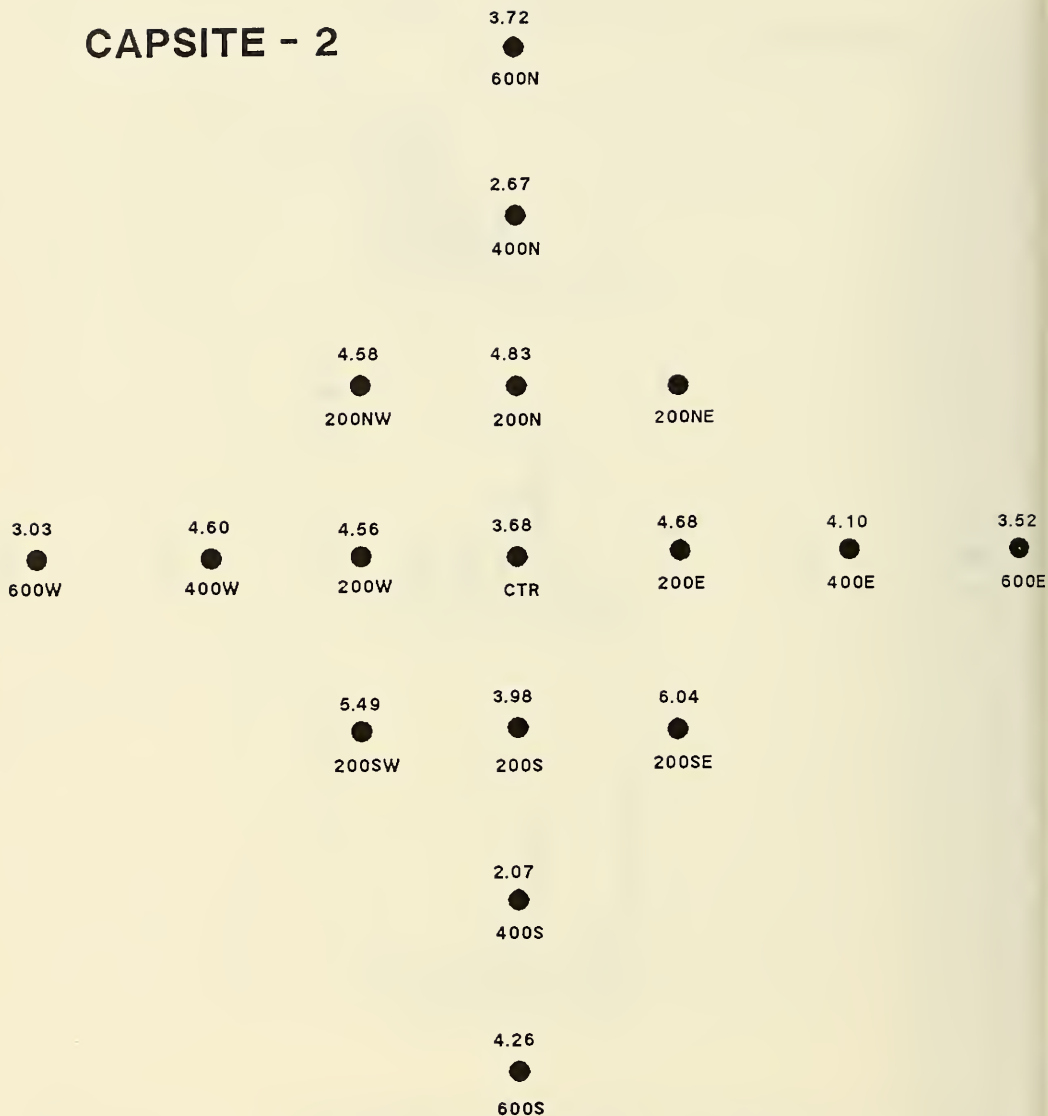 CAPSITE - 2
3.72
600N
2.67
400N
4.58 4.83
200NW 200N 200NE
3.03 4.60 4.56 3.68 4.68 4.10 3.52
600W 400W 200W CTR 200E 400E 600E
5.49 3.98 6.04
200SW 200S 200SE
2.07
400S
4.26
600S